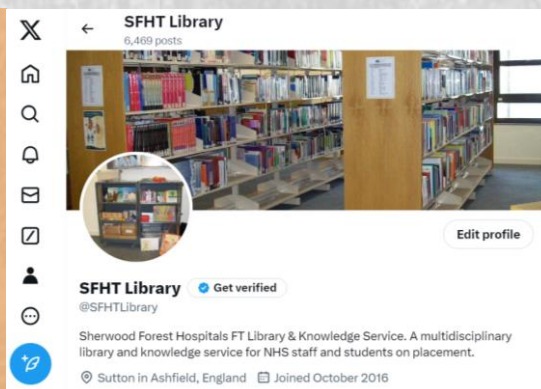 SFHT Library
6,469 posts
Edit profile
SFHT Library Get verified
@SFHTLibrary
Sherwood Forest Hospitals FT Library & Knowledge Service. A multidisciplinary
library and knowledge service for NHS staff and students on placement.
Sutton in Ashfield, England Joined October 2016